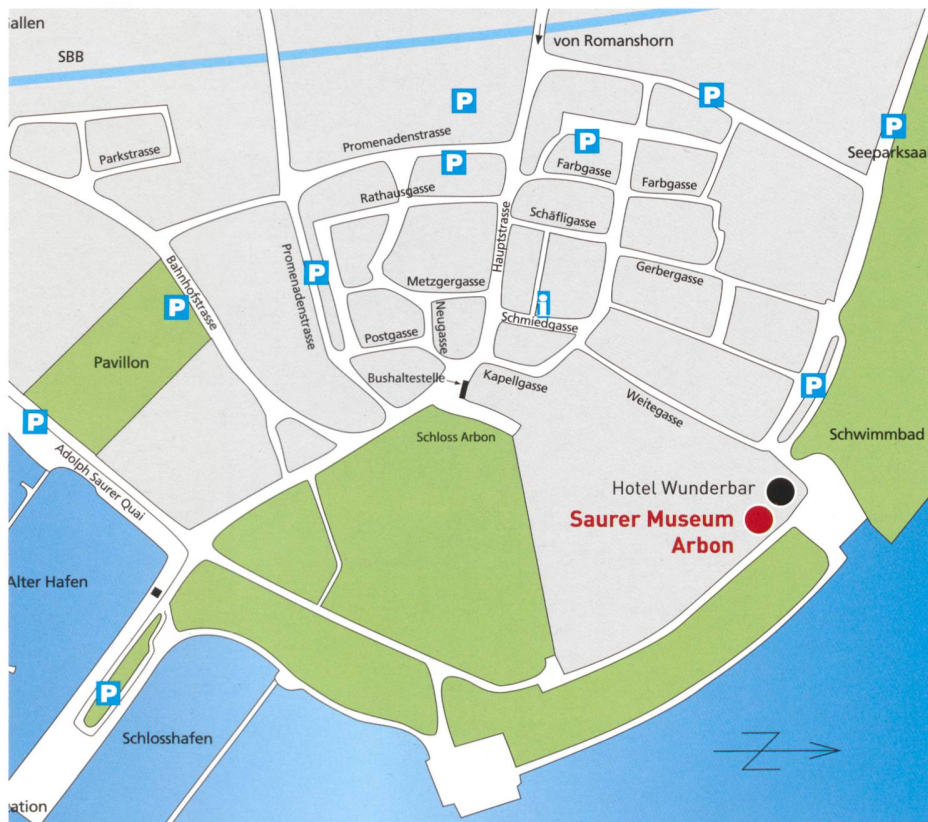 allen
SBB
von Romanshorn
P
P
P
Promenadenstrasse
P
P
Parkstrasse
Seeparksaa
Farbgasse
Farbgasse
Rathausgasse
Schäfligasse
Hauptstrasse
Bahnhofstrasse
Promenadenstrasse
P
Metzgergasse
Gerbergasse
P
i
Neugasse
Schmiedgasse
Postgasse
Pavillon
Bushaltestelle
Kapellgasse
P
Weitegasse
P
Schloss Arbon
Schwimmbad
Adolph Saurer Quai
Hotel Wunderbar
Saurer Museum
Arbon
Alter Hafen
P
Schlosshafen
Z
ation